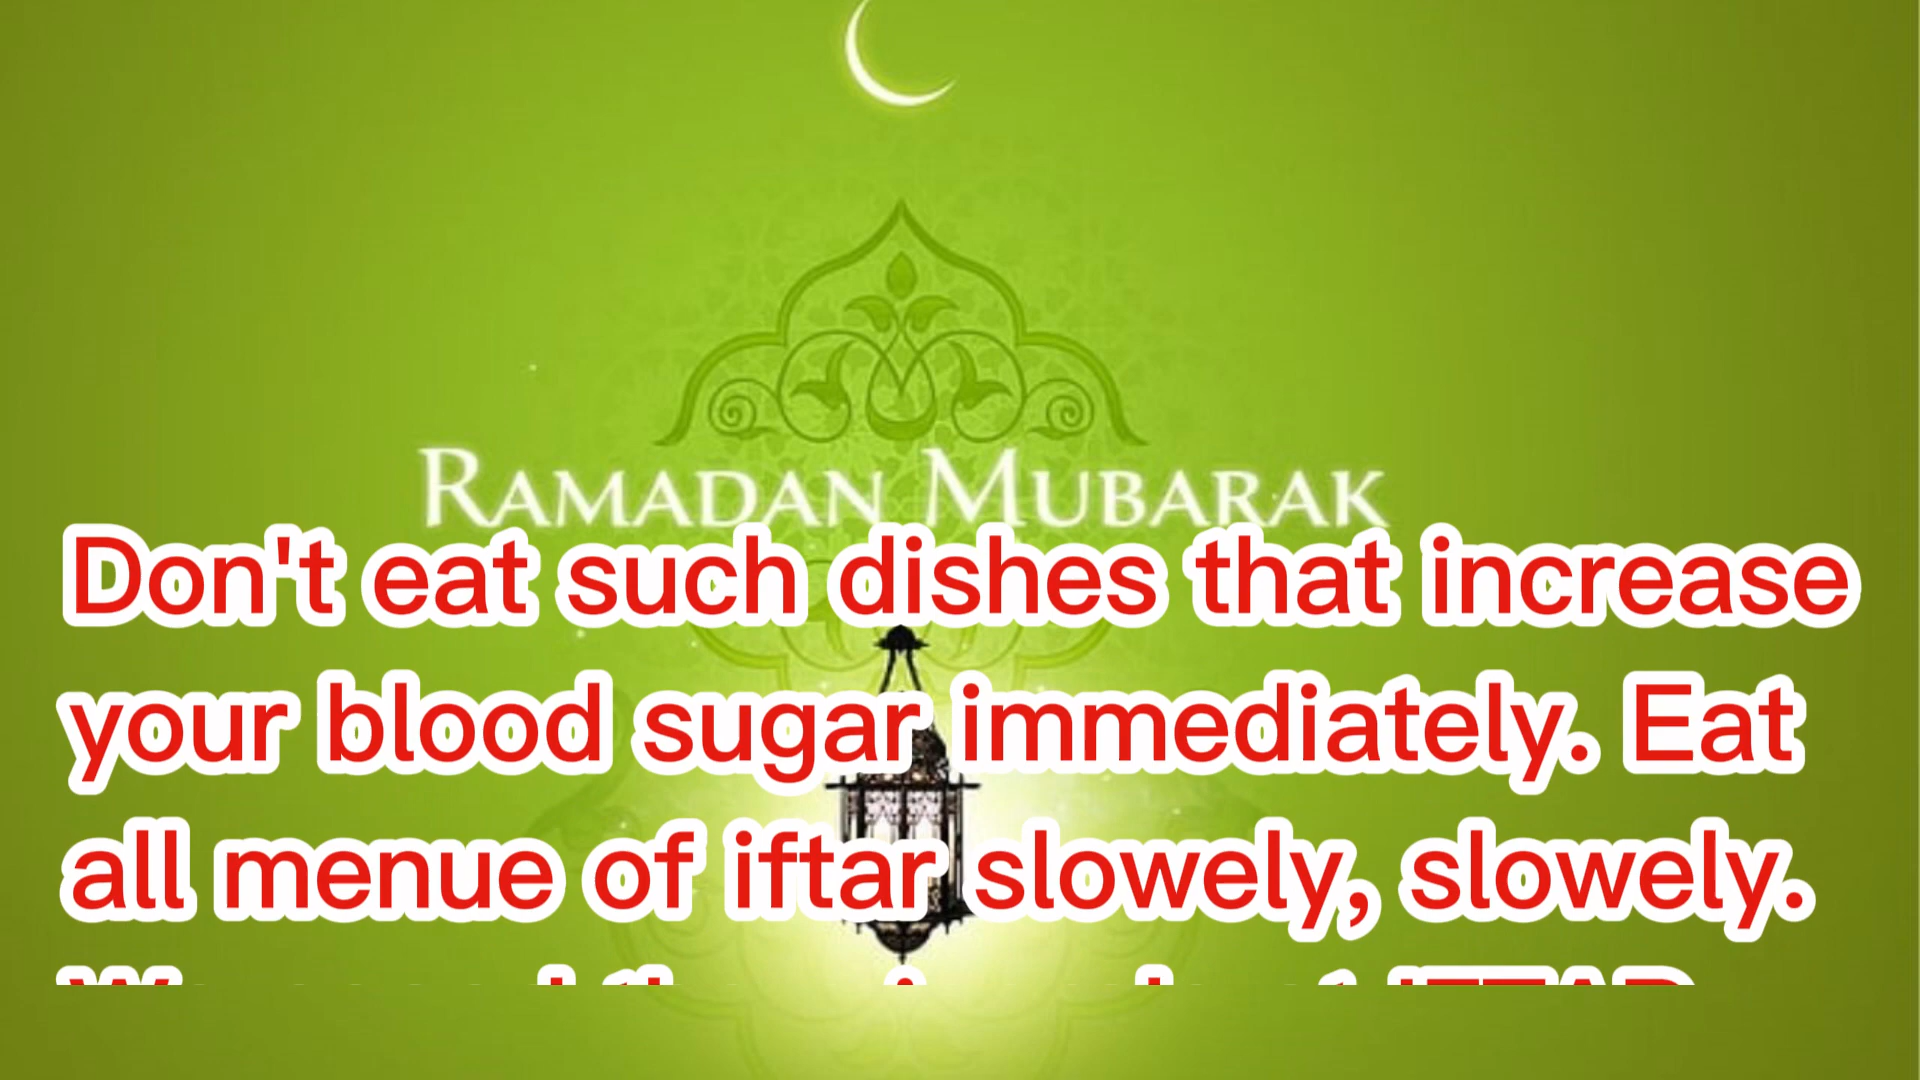 RAMADAN MUBARAK
Don't eat such dishes that increase
your blood sugar immediately. Eat
all menue of iftar slowely, slowely.
IFTAR